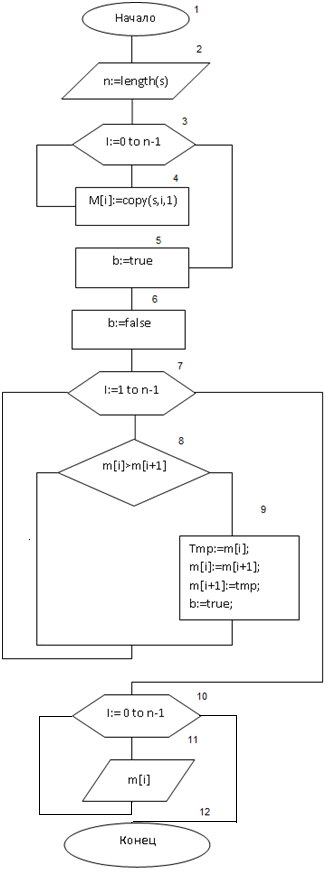 Начало
1
2
n:=length(s)
3
I:=0 to n-1
4
M[i]:=copy(s,i,1)
5
b:=true
6
b:=false
7
I:=1 to n-1
8
m[i]>m[i+1]
9
Tmp:=m[i];
m[i]:=m[i+1];
m[i+1]:=tmp;
b:=true;
10
I:= 0 to n-1
11
m[i]
12
Конец